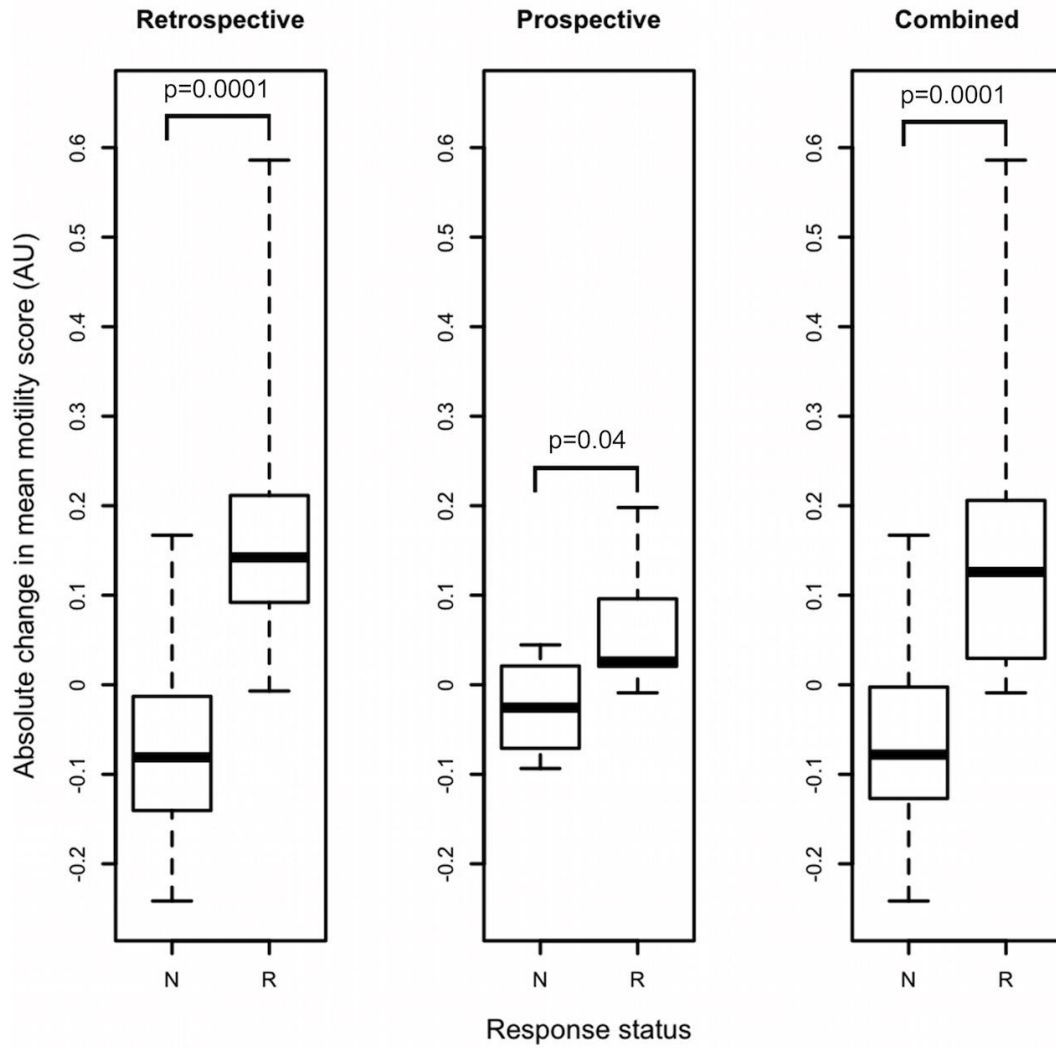 Retrospective
Prospective
Combined
Absolute change in mean motility score (AU)
p=0.0001
0.6
0.5
0.4
0.3
0.2
0.1
0
-0.1
-0.2
N R
p=0.04
0.6
0.5
0.4
0.3
0.2
0.1
0
-0.1
-0.2
N R
p=0.0001
0.6
0.5
0.4
0.3
0.2
0.1
0
-0.1
-0.2
N R
Response status